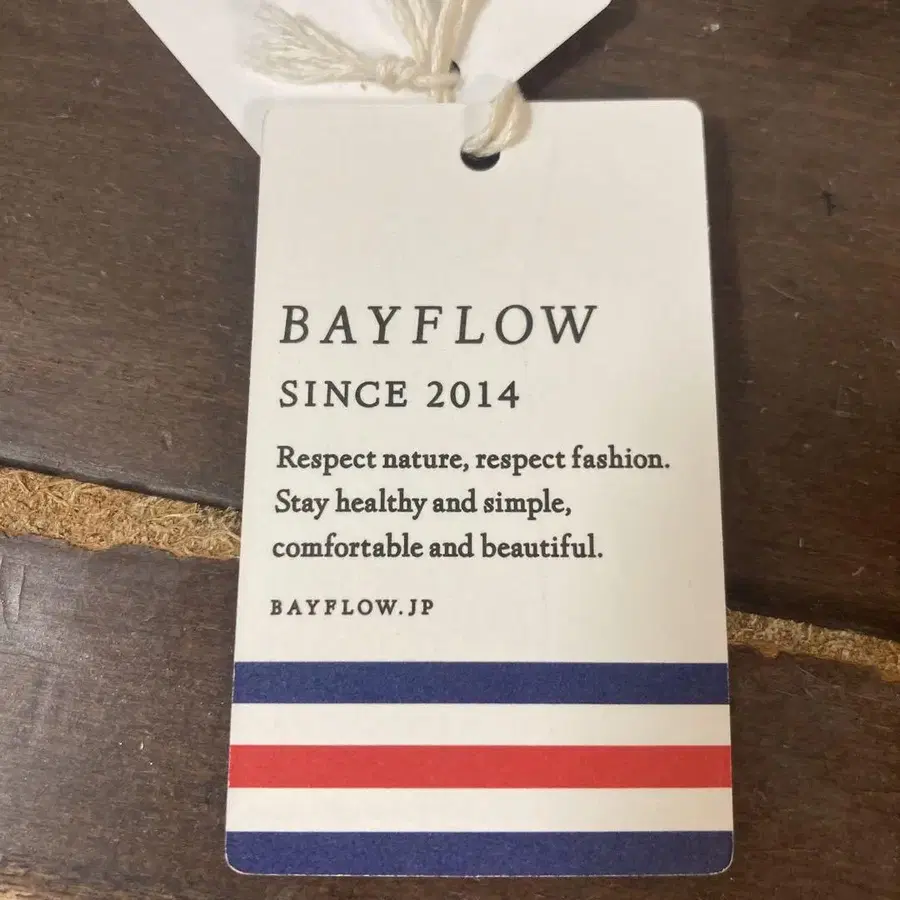 BAYFLOW
SINCE 2014
Respect nature, respect fashion.
Stay healthy and simple,
comfortable and beautiful.
BAYFLOW.JP